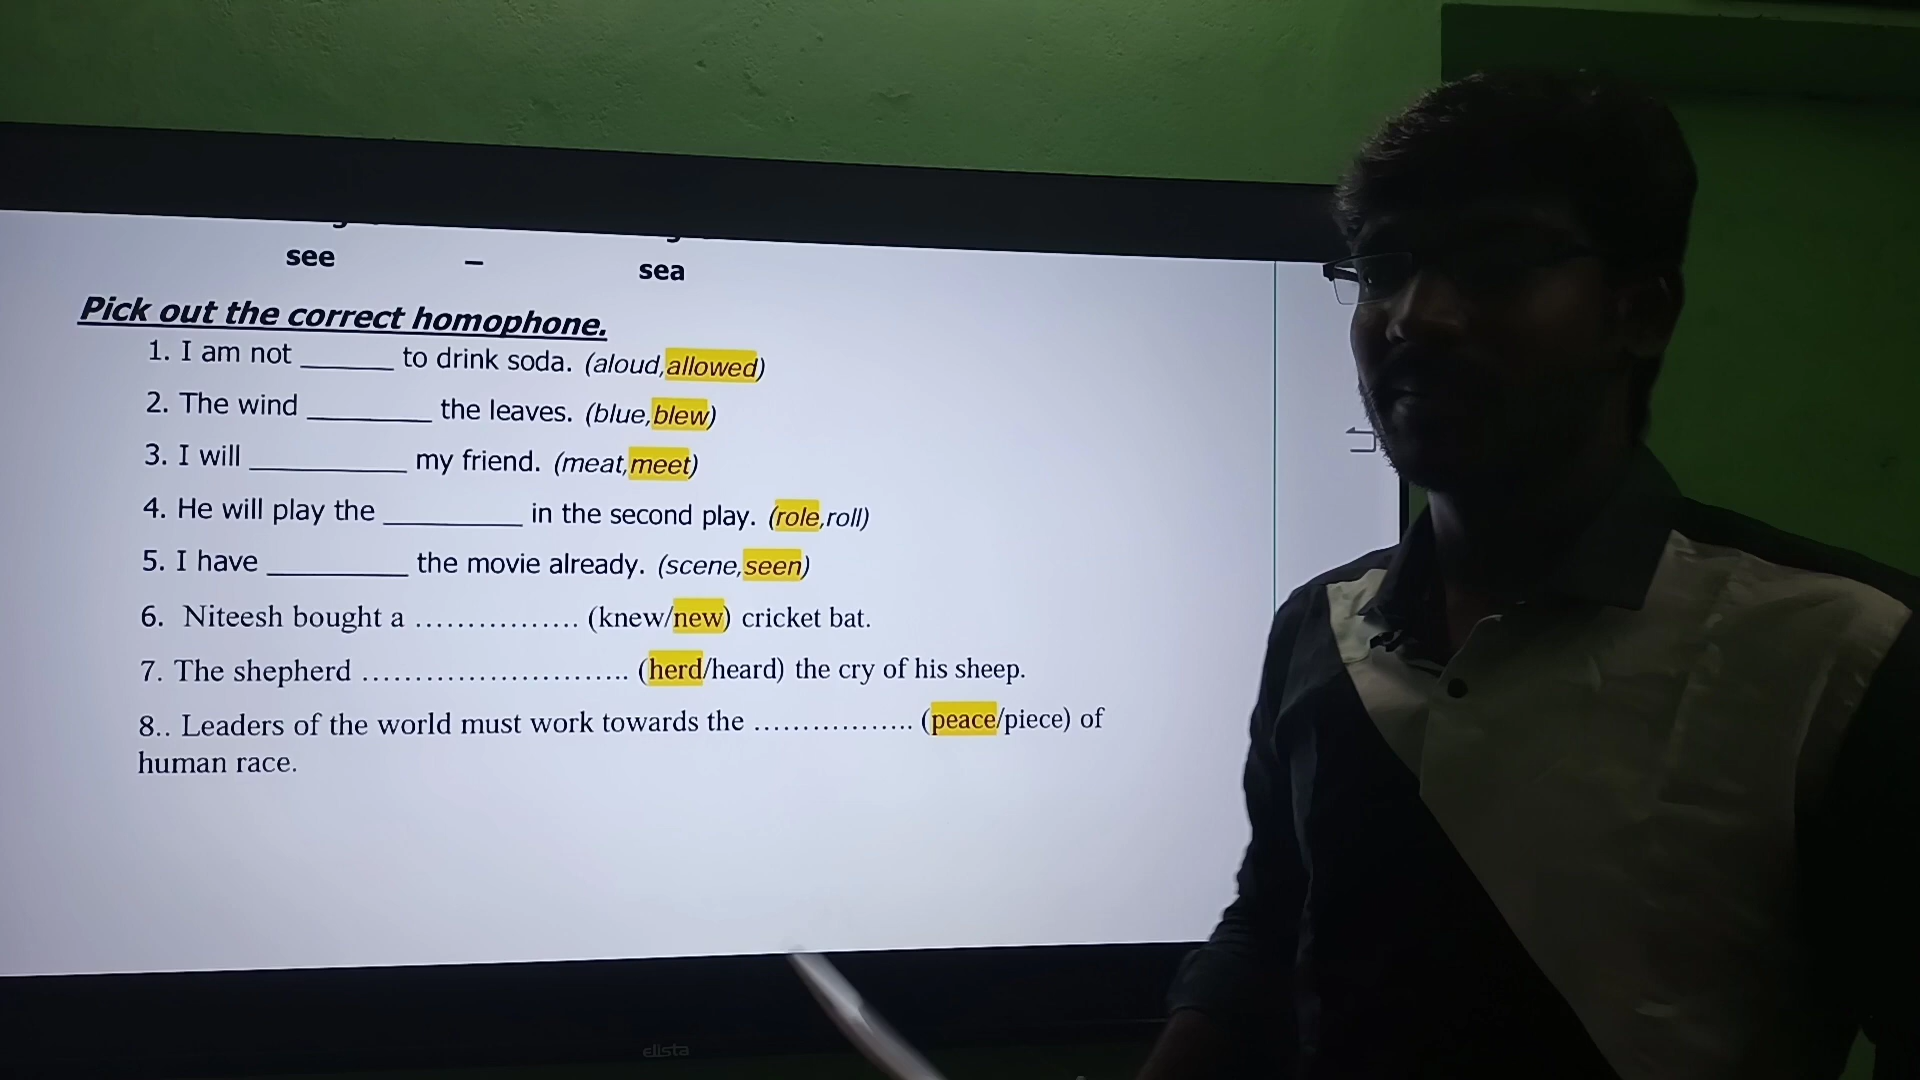 see – sea
Pick out the correct homophone.
1. I am not ______ to drink soda. (aloud,allowed)
2. The wind ________ the leaves. (blue,blew)
3. I will __________ my friend. (meat,meet)
4. He will play the _________ in the second play. (role,roll)
5. I have _________ the movie already. (scene,seen)
6. Niteesh bought a ................ (knew/new) cricket bat.
7. The shepherd .......................... (herd/heard) the cry of his sheep.
8.. Leaders of the world must work towards the ................ (peace/piece) of
human race.
elista